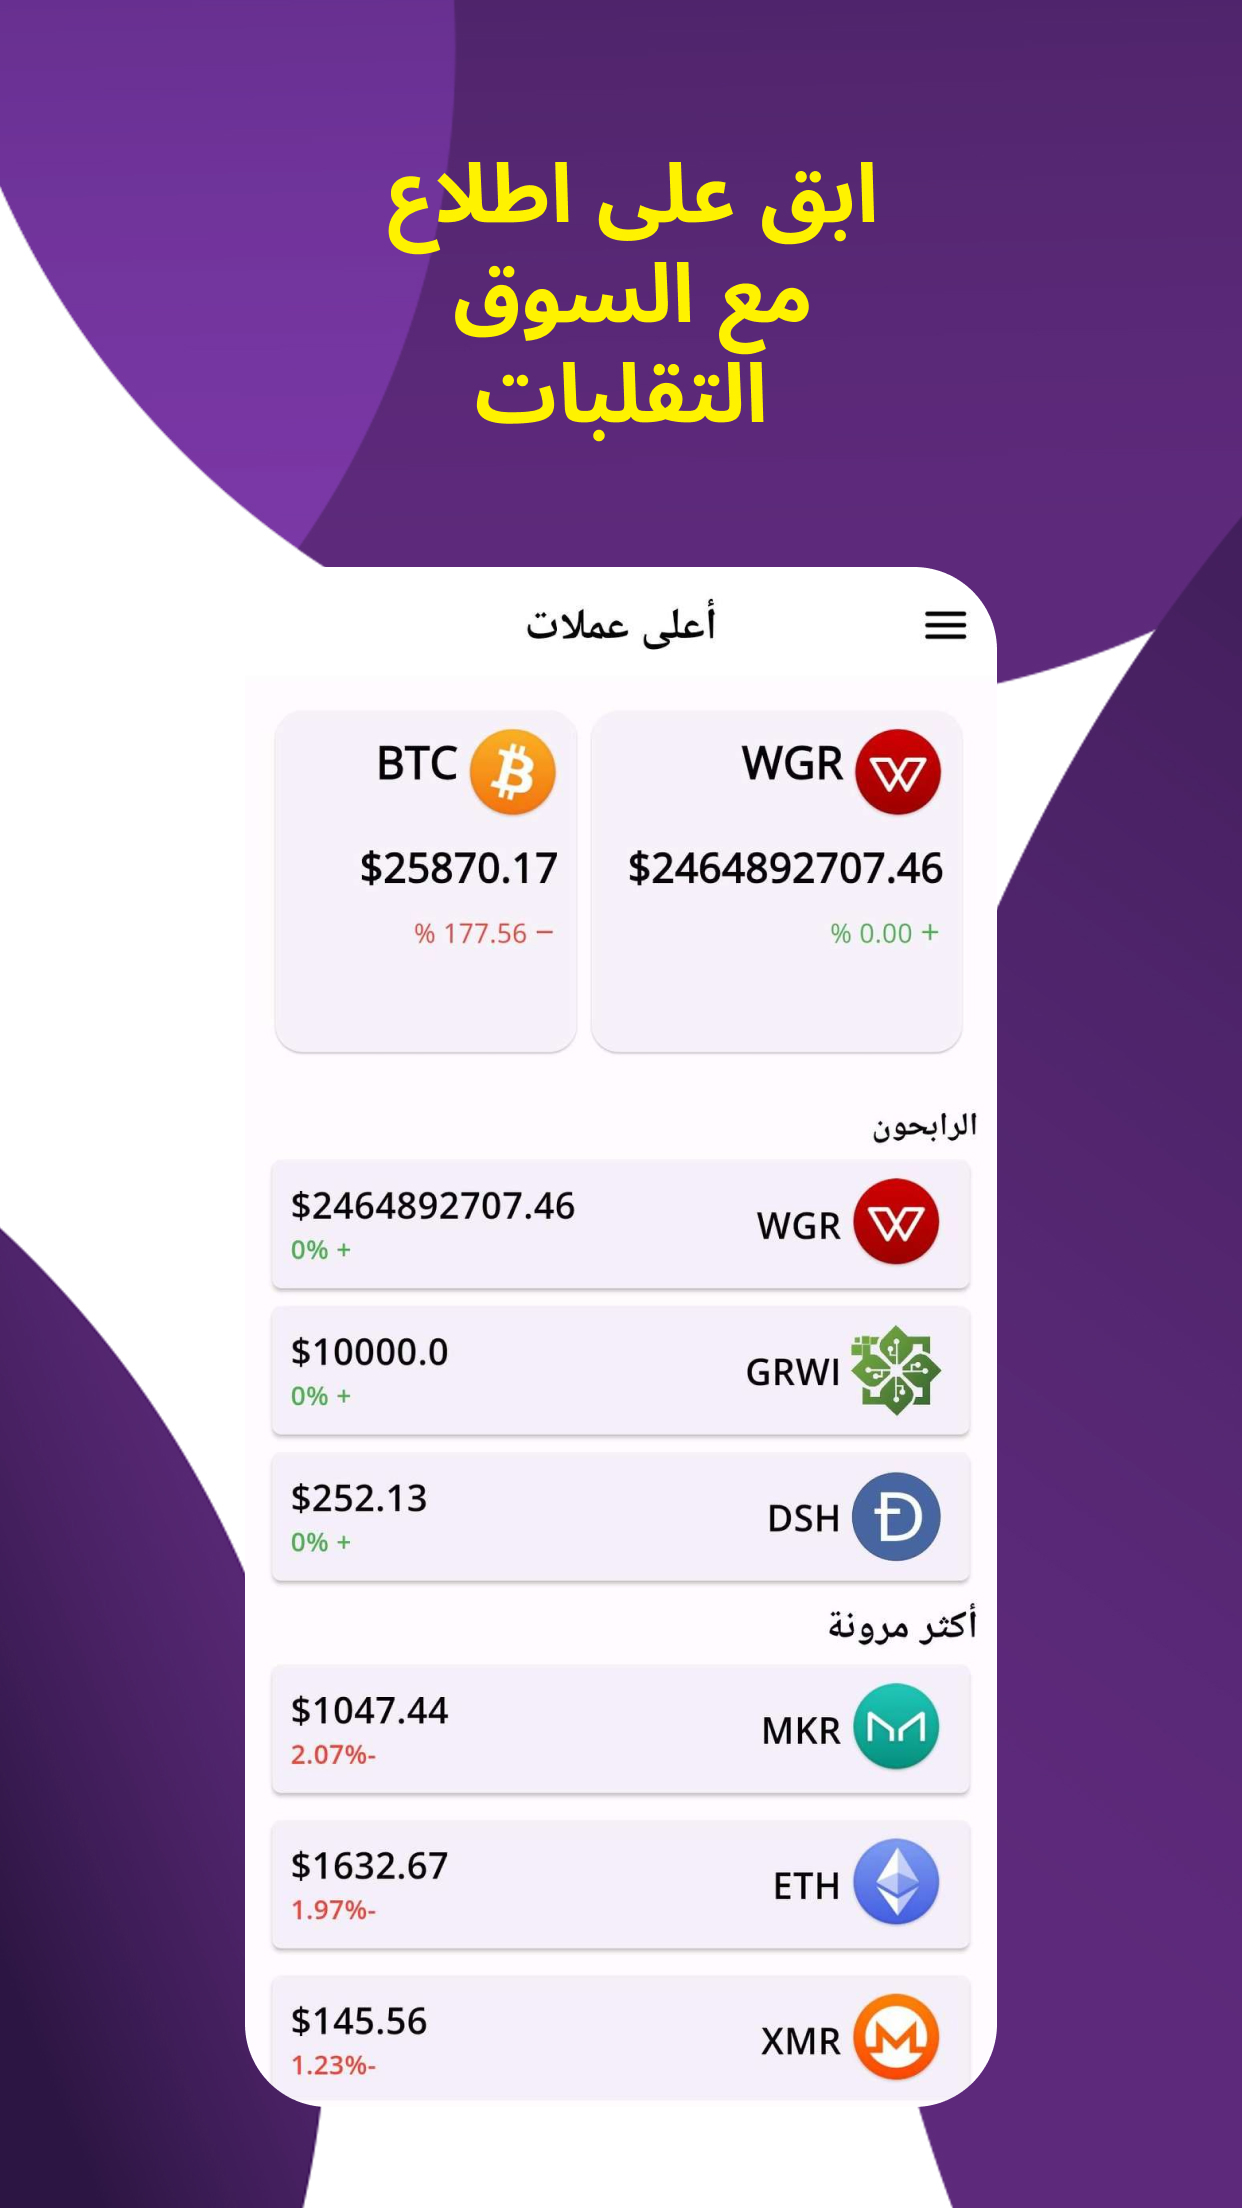 ابق على اطلاع
مع السوق
التقلبات
أعلى عملات
WGR
$2464892707.46
% 0.00 +
BTC
$25870.17
% 177.56 −
الرابحون
WGR
$2464892707.46
0% +
GRWI
$10000.0
0% +
DSH
$252.13
0% +
أكثر مرونة
MKR
$1047.44
2.07%-
ETH
$1632.67
1.97%-
XMR
$145.56
1.23%-